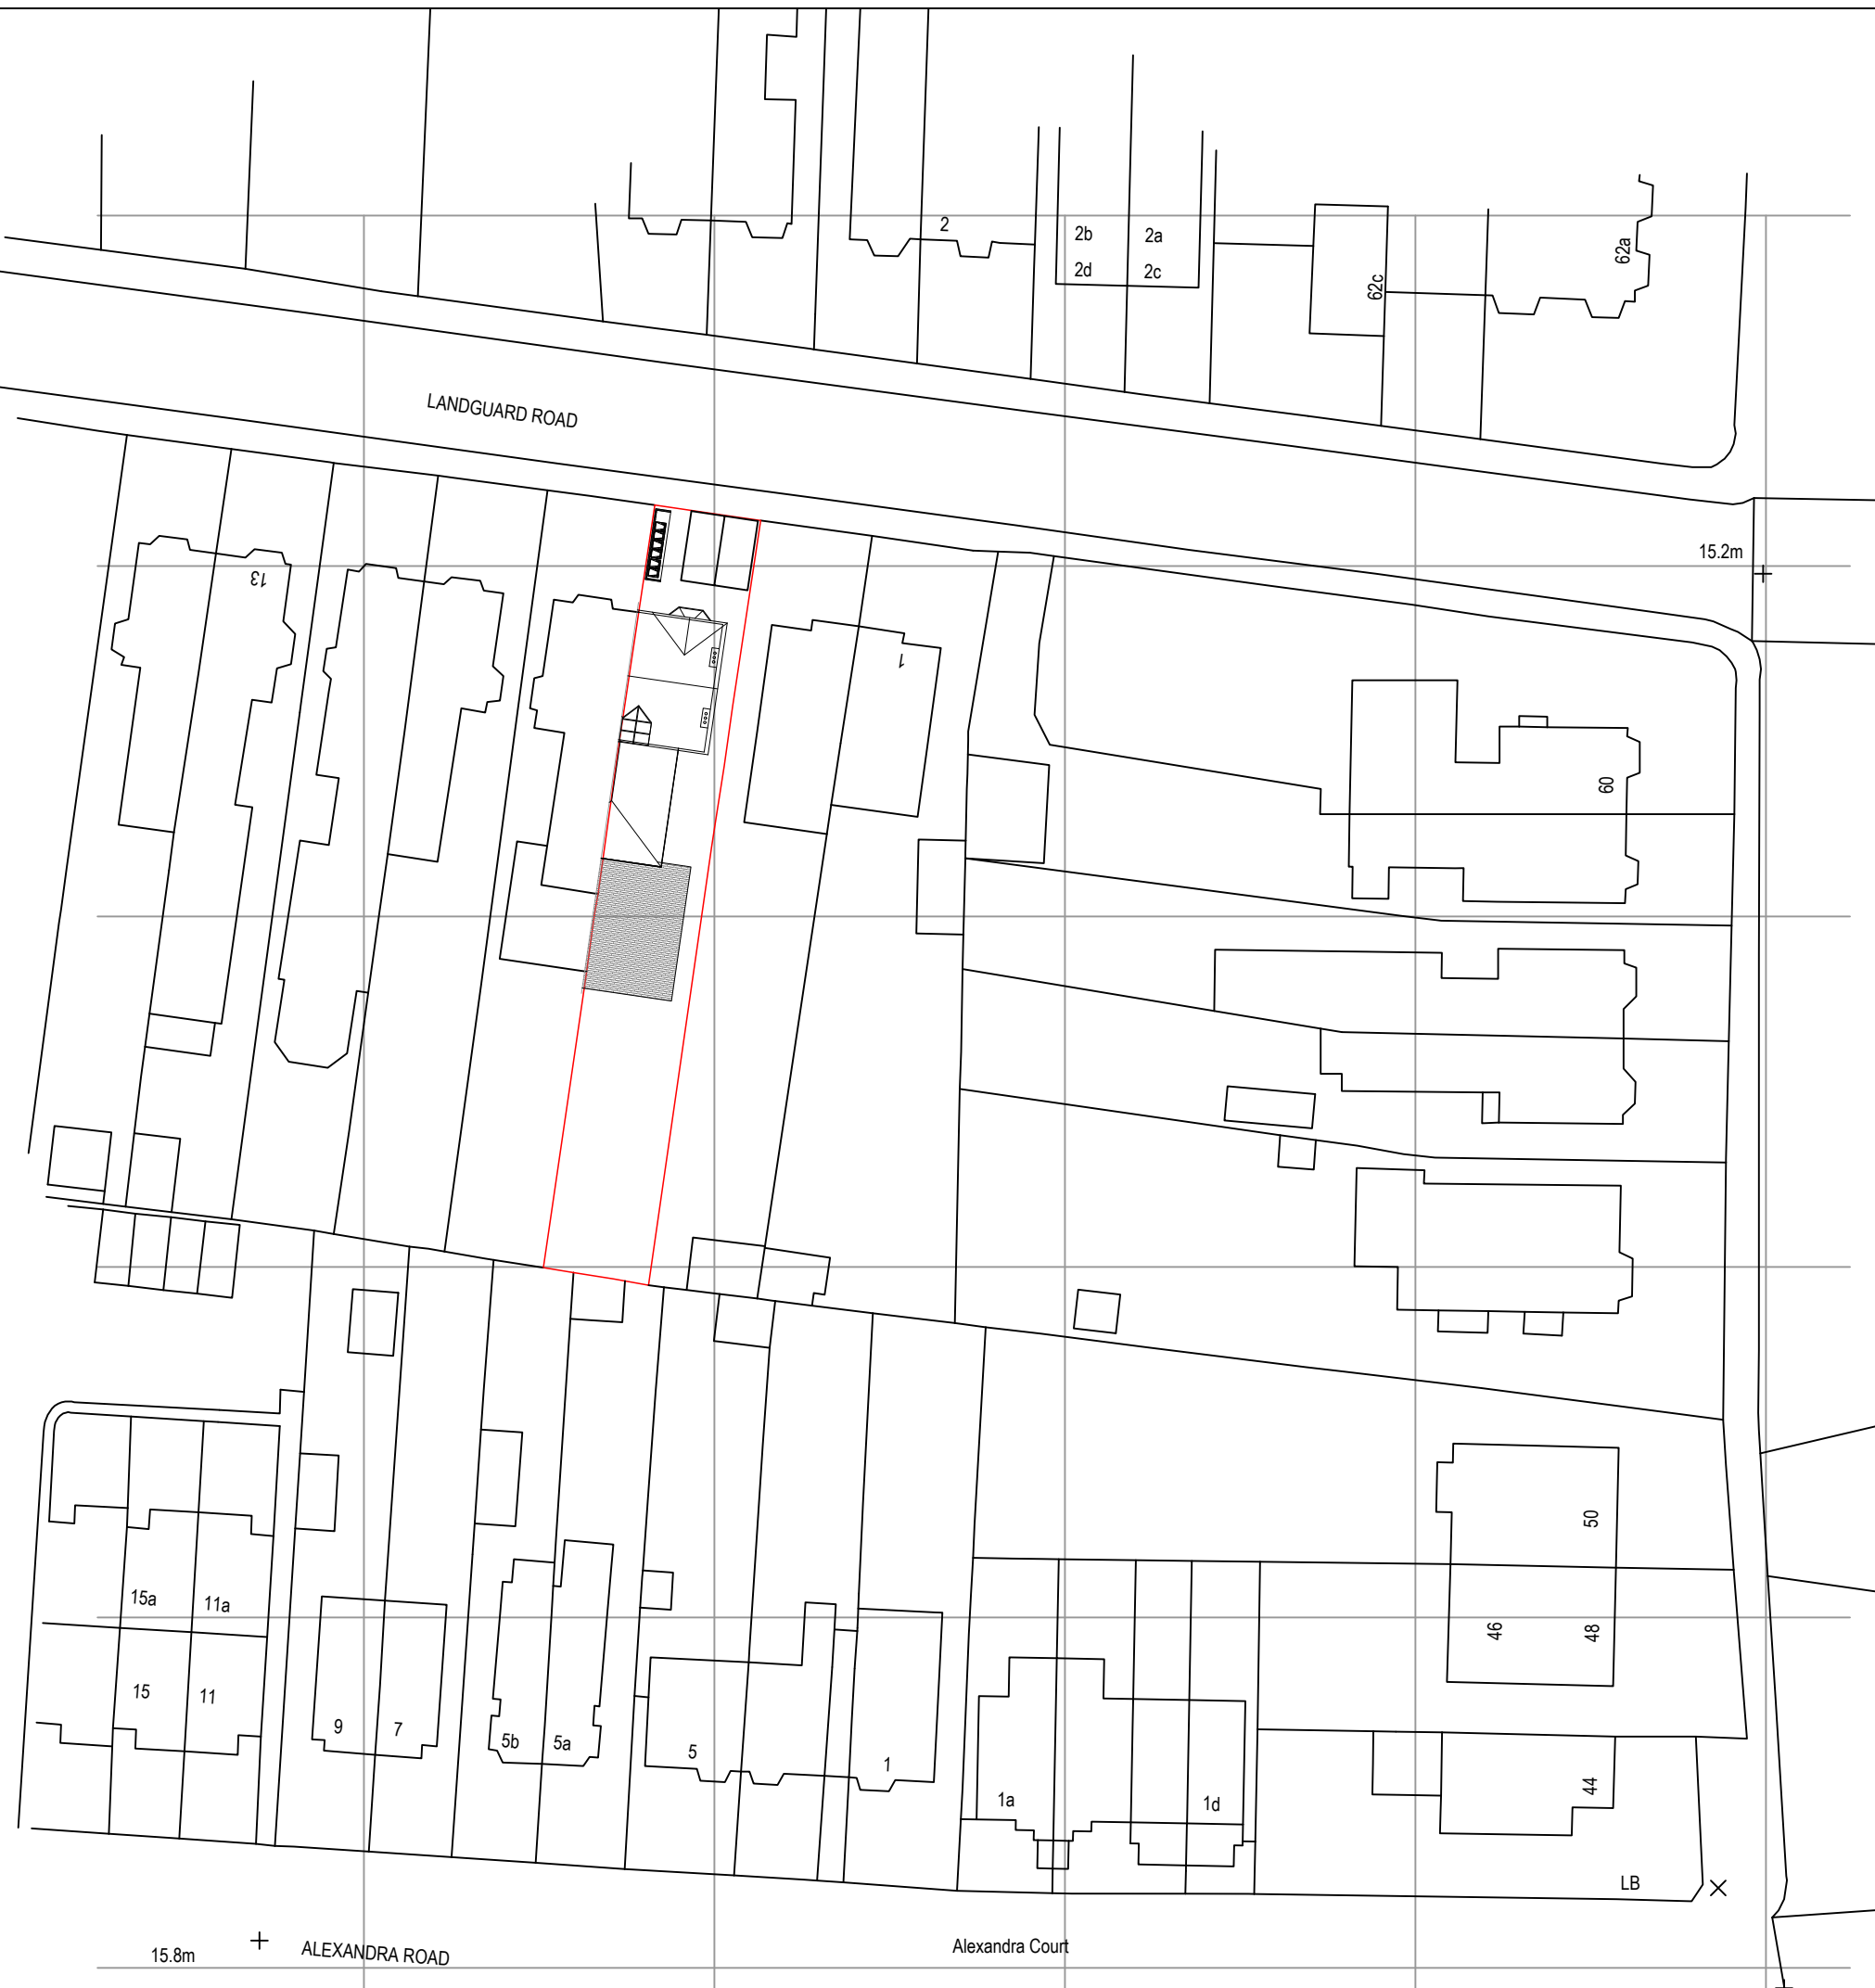 2
2b
2a
2d
2c
62c
62a
LANDGUARD ROAD
15.2m
13
1
60
50
15a
11a
46
48
15
11
9
7
5b
5a
5
1
1a
1d
44
LB
15.8m
ALEXANDRA ROAD
Alexandra Court